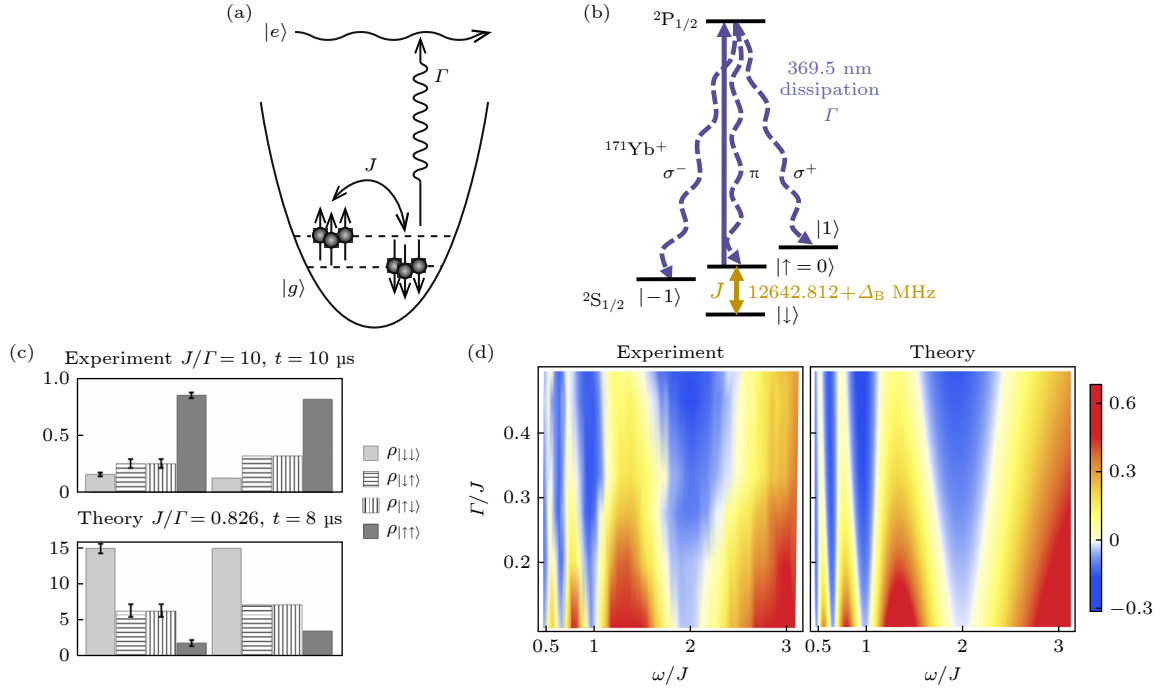 (a)
|e⟩
Γ
J
|g⟩
(b)
²P₁/₂
369.5 nm
dissipation
Γ
¹⁷¹Yb⁺
σ⁻
π
σ⁺
|1⟩
|↑=0⟩
|−1⟩
²S₁/₂
J
12642.812+Δ_B MHz
|↓⟩
(c)
Experiment J/Γ=10, t=10 μs
1.0
0.5
0
ρ|↓↓⟩
ρ|↓↑⟩
ρ|↑↓⟩
ρ|↑↑⟩
Theory J/Γ=0.826, t=8 μs
15
10
5
0
(d)
Experiment
Theory
0.4
0.3
0.2
Γ/J
0.5 1 2 3
ω/J
0.5 1 2 3
ω/J
0.6
0.3
0
−0.3